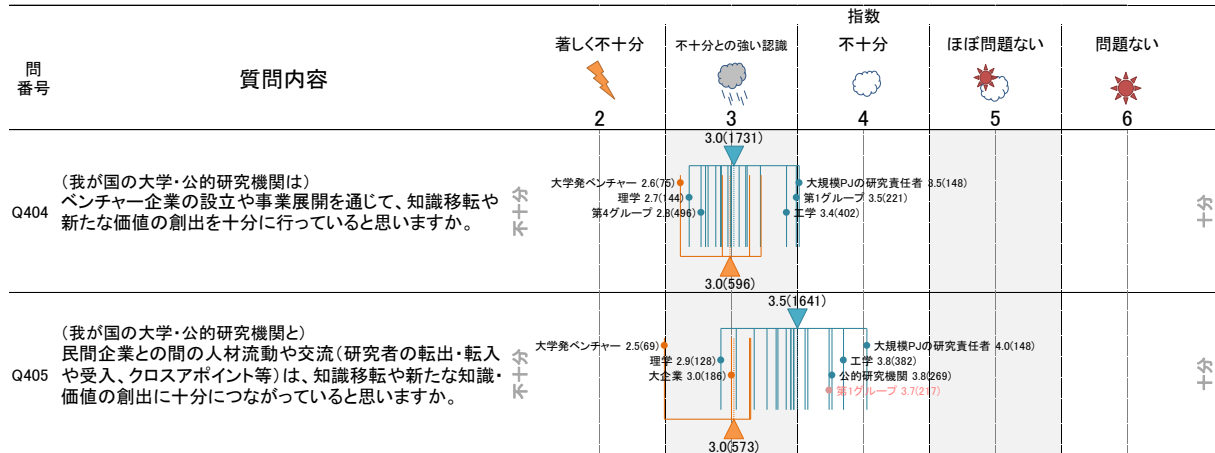 指数
著しく不十分
不十分との強い認識
不十分
ほぼ問題ない
問題ない
問
番号
質問内容
2
3
4
5
6
Q404
(我が国の大学・公的研究機関は)
ベンチャー企業の設立や事業展開を通じて、知識移転や
新たな価値の創出を十分に行っていると思いますか。
不十分
3.0(1731)
大学発ベンチャー 2.6(75)
理学 2.7(144)
第4グループ 2.8(496)
大規模PJの研究責任者 3.5(148)
第1グループ 3.5(221)
工学 3.4(402)
3.0(596)
十分
Q405
(我が国の大学・公的研究機関と)
民間企業との間の人材流動や交流(研究者の転出・転入
や受入、クロスアポイント等)は、知識移転や新たな知識・
価値の創出に十分につながっていると思いますか。
不十分
3.5(1641)
大学発ベンチャー 2.5(69)
理学 2.9(128)
大企業 3.0(186)
大規模PJの研究責任者 4.0(148)
工学 3.8(382)
公的研究機関 3.8(269)
第1グループ 3.7(217)
3.0(573)
十分